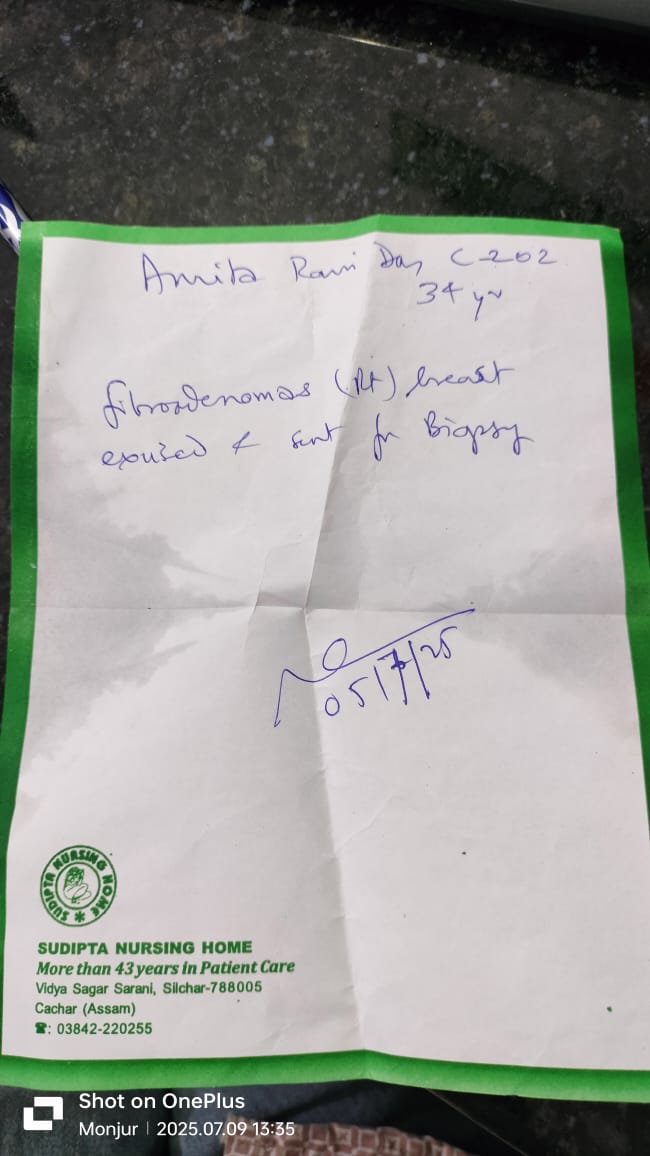 Amita Rani Das C-202
34 yr
fibroadenomas (Rt) breast
excised & sent for Biopsy
05/7/25
SUDIPTA NURSING HOME
SUDIPTA NURSING HOME
More than 43 years in Patient Care
Vidya Sagar Sarani, Silchar-788005
Cachar (Assam)
☎: 03842-220255
Shot on OnePlus
Monjur | 2025.07.09 13:35